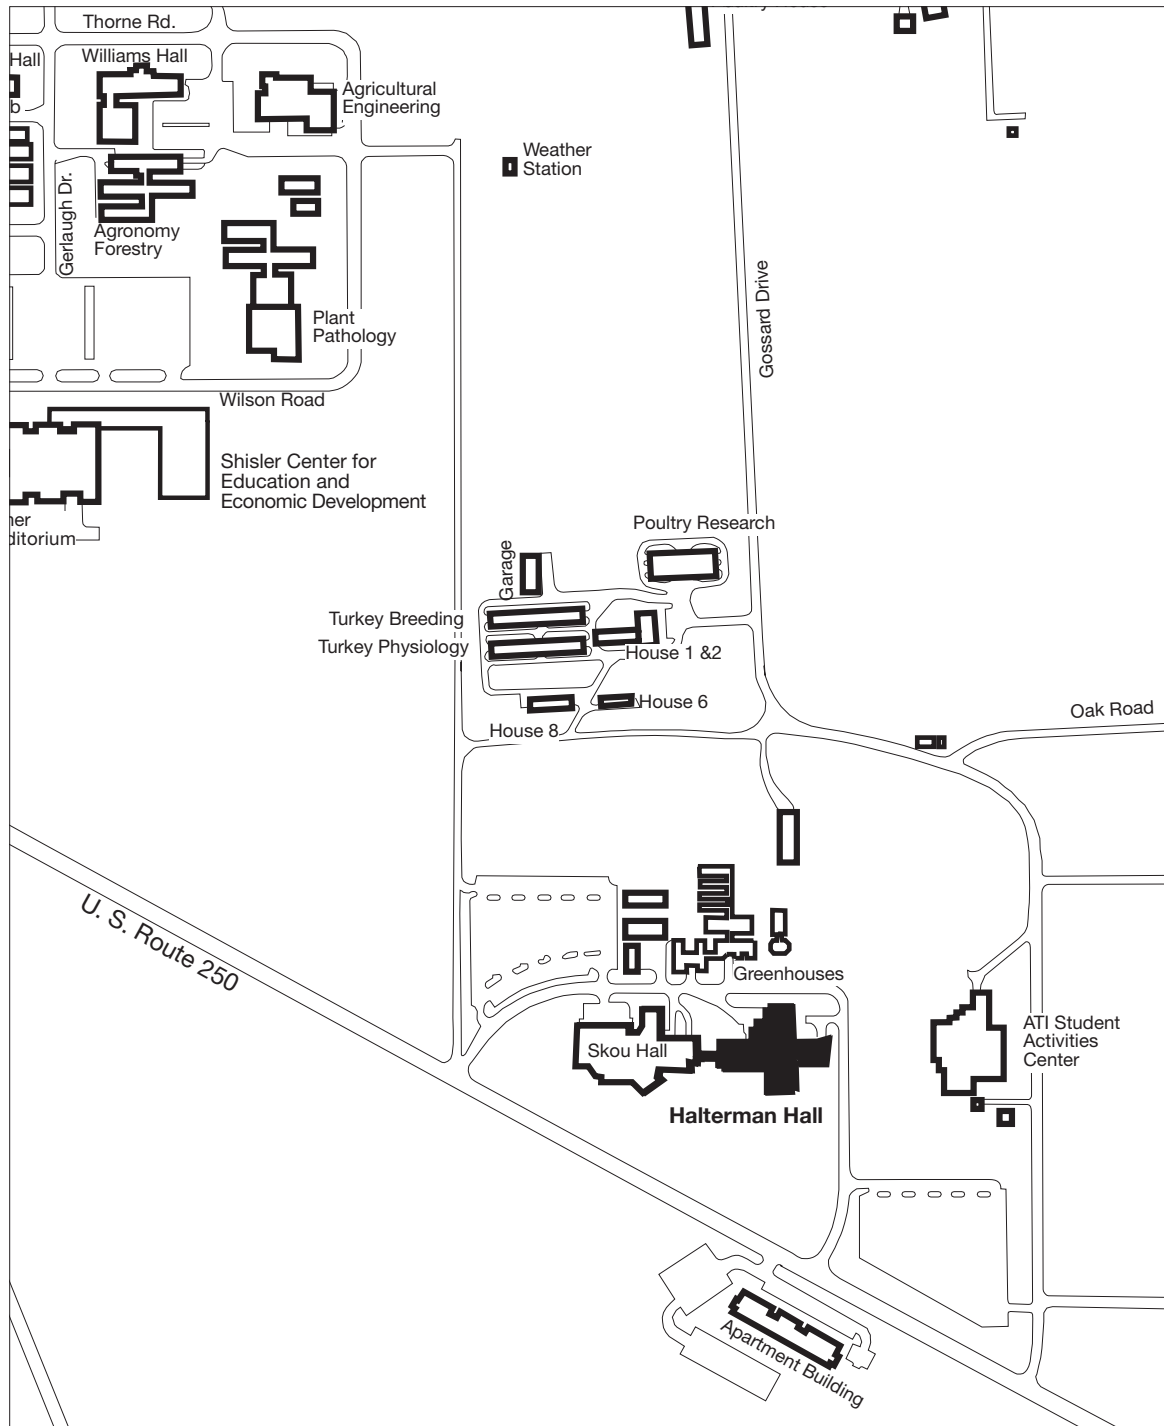 Thorne Rd.
Williams Hall
Hall
b
Agricultural
Engineering
Weather
Station
Gerlaugh Dr.
Agronomy
Forestry
Gossard Drive
Plant
Pathology
Wilson Road
Shisler Center for
Education and
Economic Development
ner
ditorium
Poultry Research
Garage
Turkey Breeding
Turkey Physiology
House 1 &2
House 6
House 8
Oak Road
U. S. Route 250
Greenhouses
Skou Hall
ATI Student
Activities
Center
Halterman Hall
Apartment Building